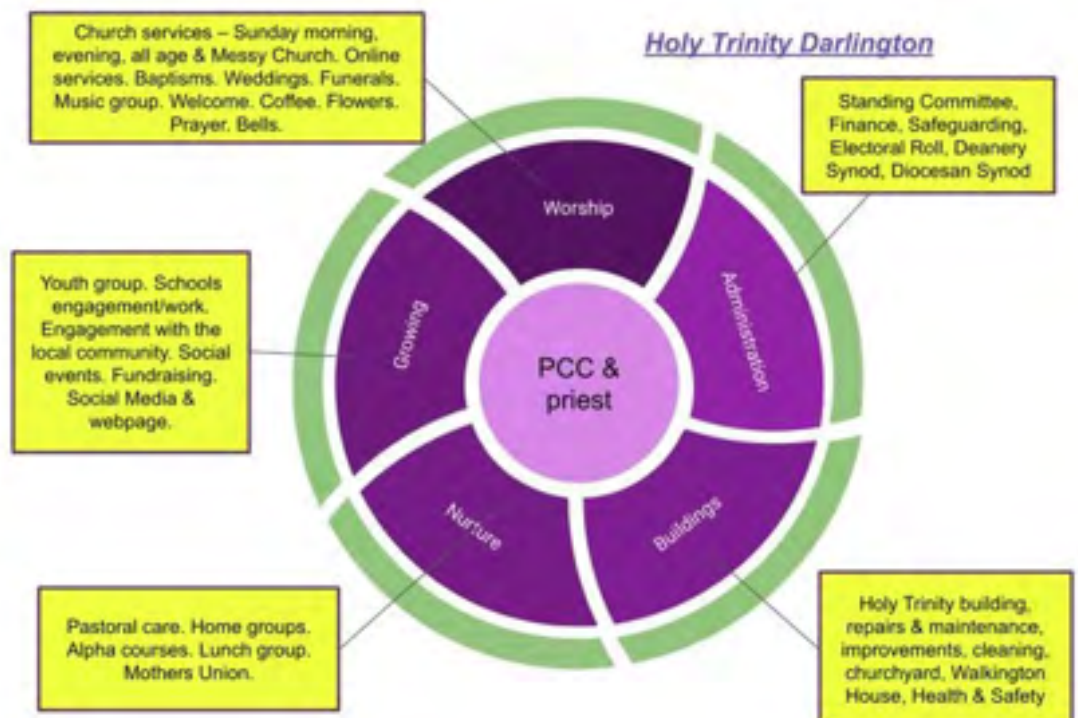 Holy Trinity Darlington
Church services – Sunday morning,
evening, all age & Messy Church. Online
services. Baptisms. Weddings. Funerals.
Music group. Welcome. Coffee. Flowers.
Prayer. Bells.
Standing Committee,
Finance, Safeguarding,
Electoral Roll, Deanery
Synod, Diocesan Synod
Worship
Administration
Growing
PCC &
priest
Nurture
Buildings
Youth group. Schools
engagement/work.
Engagement with the
local community. Social
events. Fundraising.
Social Media &
webpage.
Pastoral care. Home groups.
Alpha courses. Lunch group.
Mothers Union.
Holy Trinity building,
repairs & maintenance,
improvements, cleaning,
churchyard, Walkington
House, Health & Safety